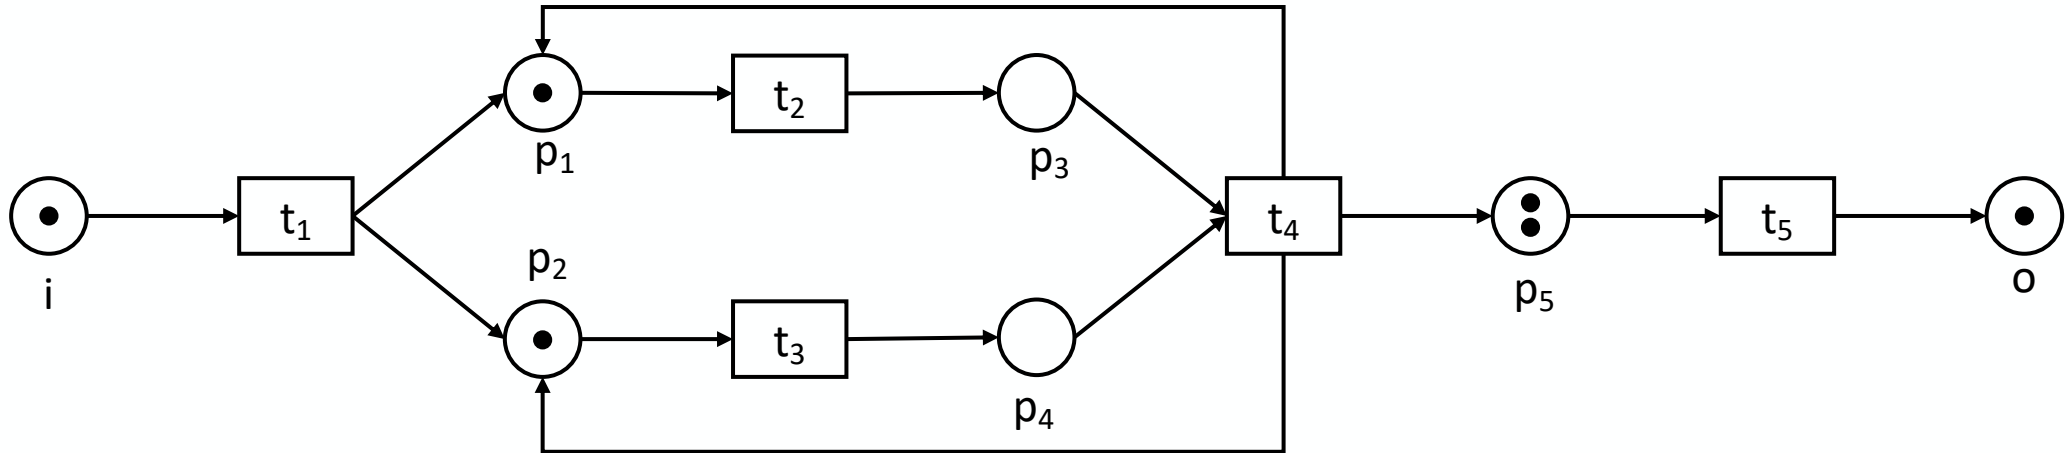 i
t₁
p₁
p₂
t₂
t₃
p₃
p₄
t₄
p₅
t₅
o